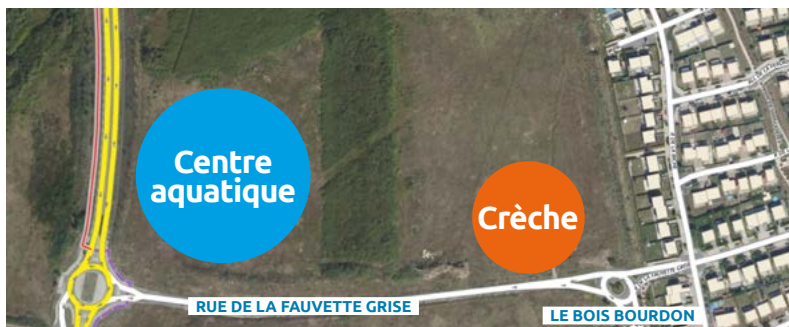 Centre
aquatique
Crèche
RUE DE LA FAUVETTE GRISE
LE BOIS BOURDON